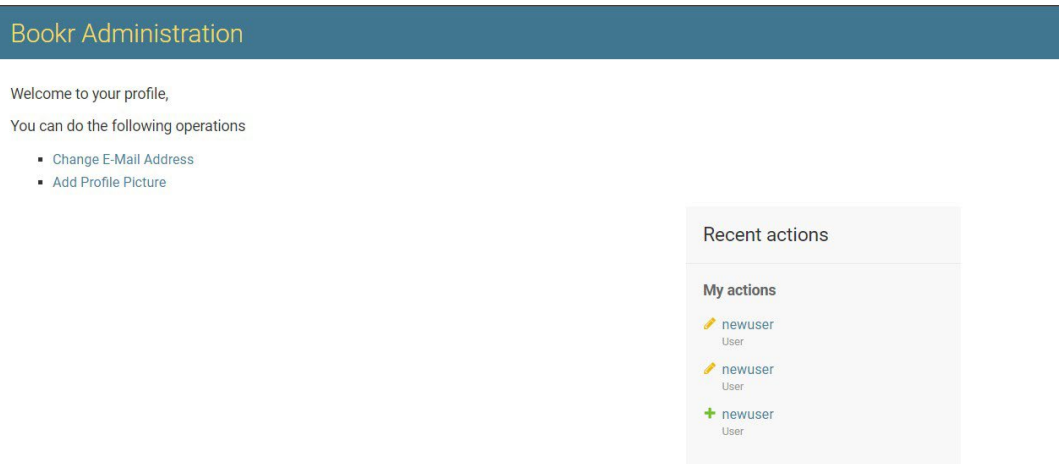 Bookr Administration
Welcome to your profile,
You can do the following operations
Change E-Mail Address
Add Profile Picture
Recent actions
My actions
newuser
User
newuser
User
newuser
User